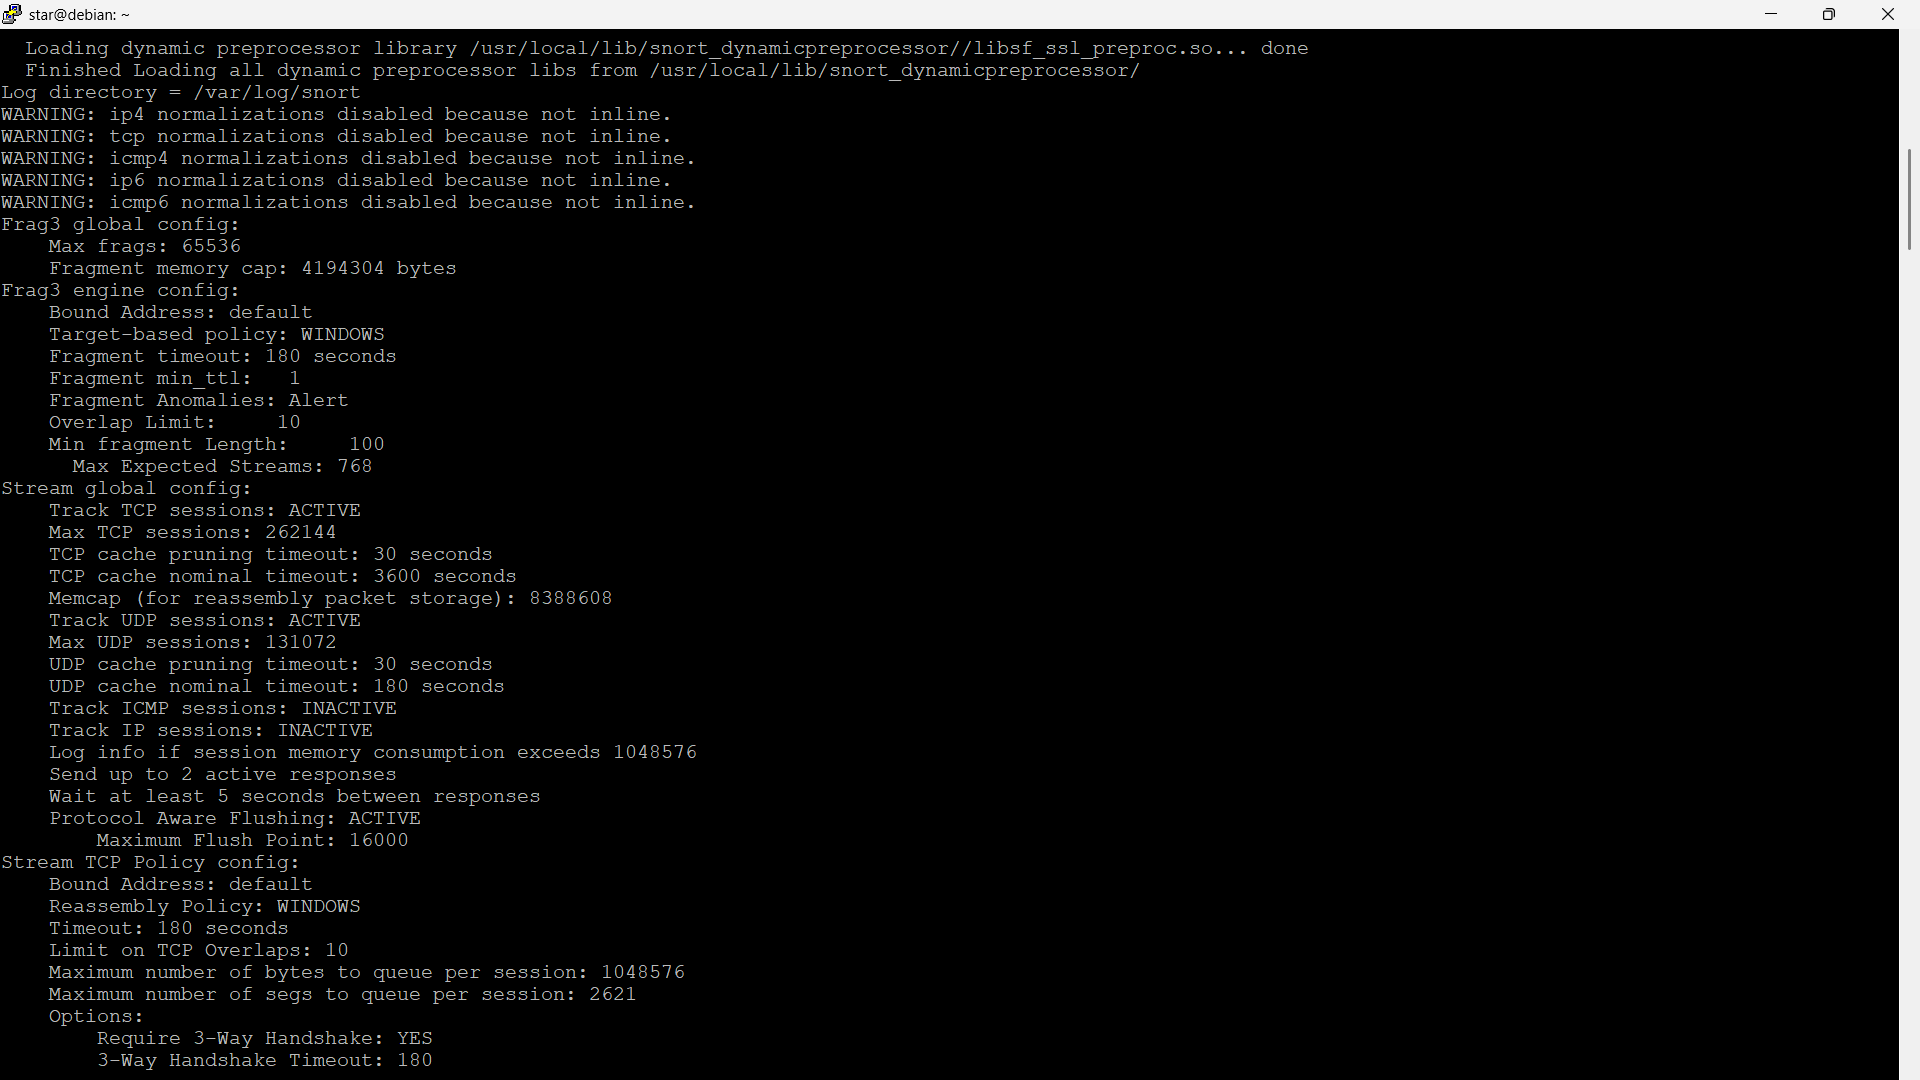 star@debian: ~
Loading dynamic preprocessor library /usr/local/lib/snort_dynamicpreprocessor//libsf_ssl_preproc.so... done
Finished Loading all dynamic preprocessor libs from /usr/local/lib/snort_dynamicpreprocessor/
Log directory = /var/log/snort
WARNING: ip4 normalizations disabled because not inline.
WARNING: tcp normalizations disabled because not inline.
WARNING: icmp4 normalizations disabled because not inline.
WARNING: ip6 normalizations disabled because not inline.
WARNING: icmp6 normalizations disabled because not inline.
Frag3 global config:
Max frags: 65536
Fragment memory cap: 4194304 bytes
Frag3 engine config:
Bound Address: default
Target-based policy: WINDOWS
Fragment timeout: 180 seconds
Fragment min_ttl:   1
Fragment Anomalies: Alert
Overlap Limit:     10
Min fragment Length:     100
Max Expected Streams: 768
Stream global config:
Track TCP sessions: ACTIVE
Max TCP sessions: 262144
TCP cache pruning timeout: 30 seconds
TCP cache nominal timeout: 3600 seconds
Memcap (for reassembly packet storage): 8388608
Track UDP sessions: ACTIVE
Max UDP sessions: 131072
UDP cache pruning timeout: 30 seconds
UDP cache nominal timeout: 180 seconds
Track ICMP sessions: INACTIVE
Track IP sessions: INACTIVE
Log info if session memory consumption exceeds 1048576
Send up to 2 active responses
Wait at least 5 seconds between responses
Protocol Aware Flushing: ACTIVE
Maximum Flush Point: 16000
Stream TCP Policy config:
Bound Address: default
Reassembly Policy: WINDOWS
Timeout: 180 seconds
Limit on TCP Overlaps: 10
Maximum number of bytes to queue per session: 1048576
Maximum number of segs to queue per session: 2621
Options:
Require 3-Way Handshake: YES
3-Way Handshake Timeout: 180